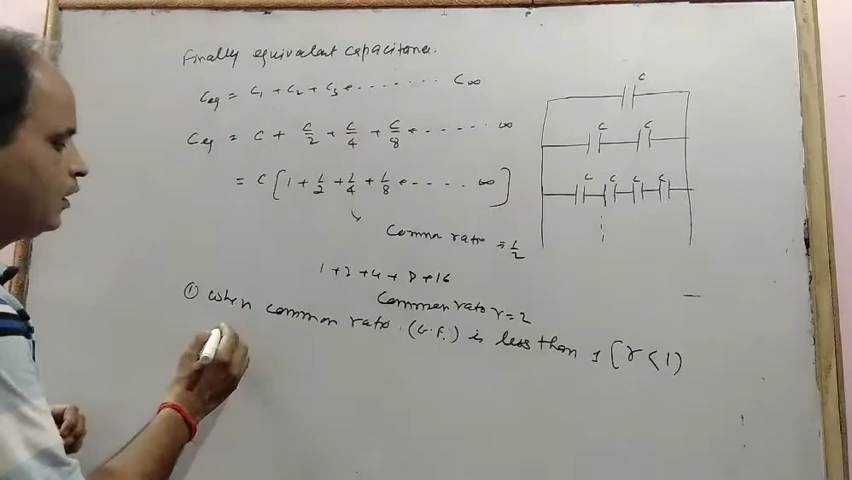 Finally equivalent capacitance.
Ceq = C1 + C2 + C3 + ........ C∞
Ceq = C + C/2 + C/4 + C/8 + ...... ∞
= C [ 1 + 1/2 + 1/4 + 1/8 + ..... ∞ ]
Common ratio = 1/2
1 + 2 + 4 + 8 + 16
Common ratio r = 2
① when common ratio (G.P.) is less than 1 [r < 1)
C
C C
C C C C